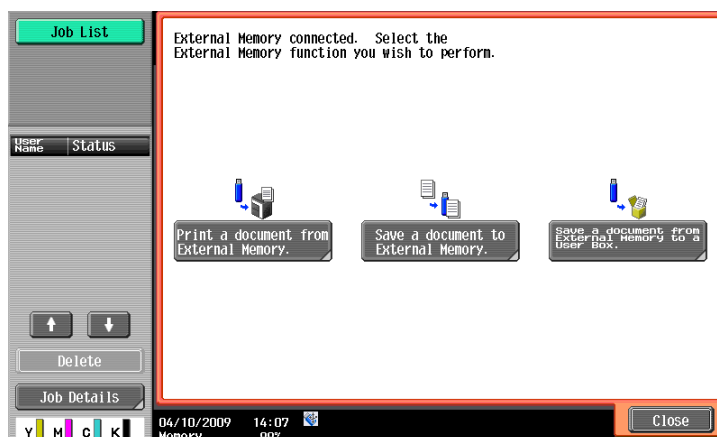 Job List
External Memory connected. Select the
External Memory function you wish to perform.
User
Name
Status
Print a document from
External Memory.
Save a document to
External Memory.
Save a document from
External Memory to a
User Box.
Delete
Job Details
Y M C K
04/10/2009 14:07
Memory 99%
Close